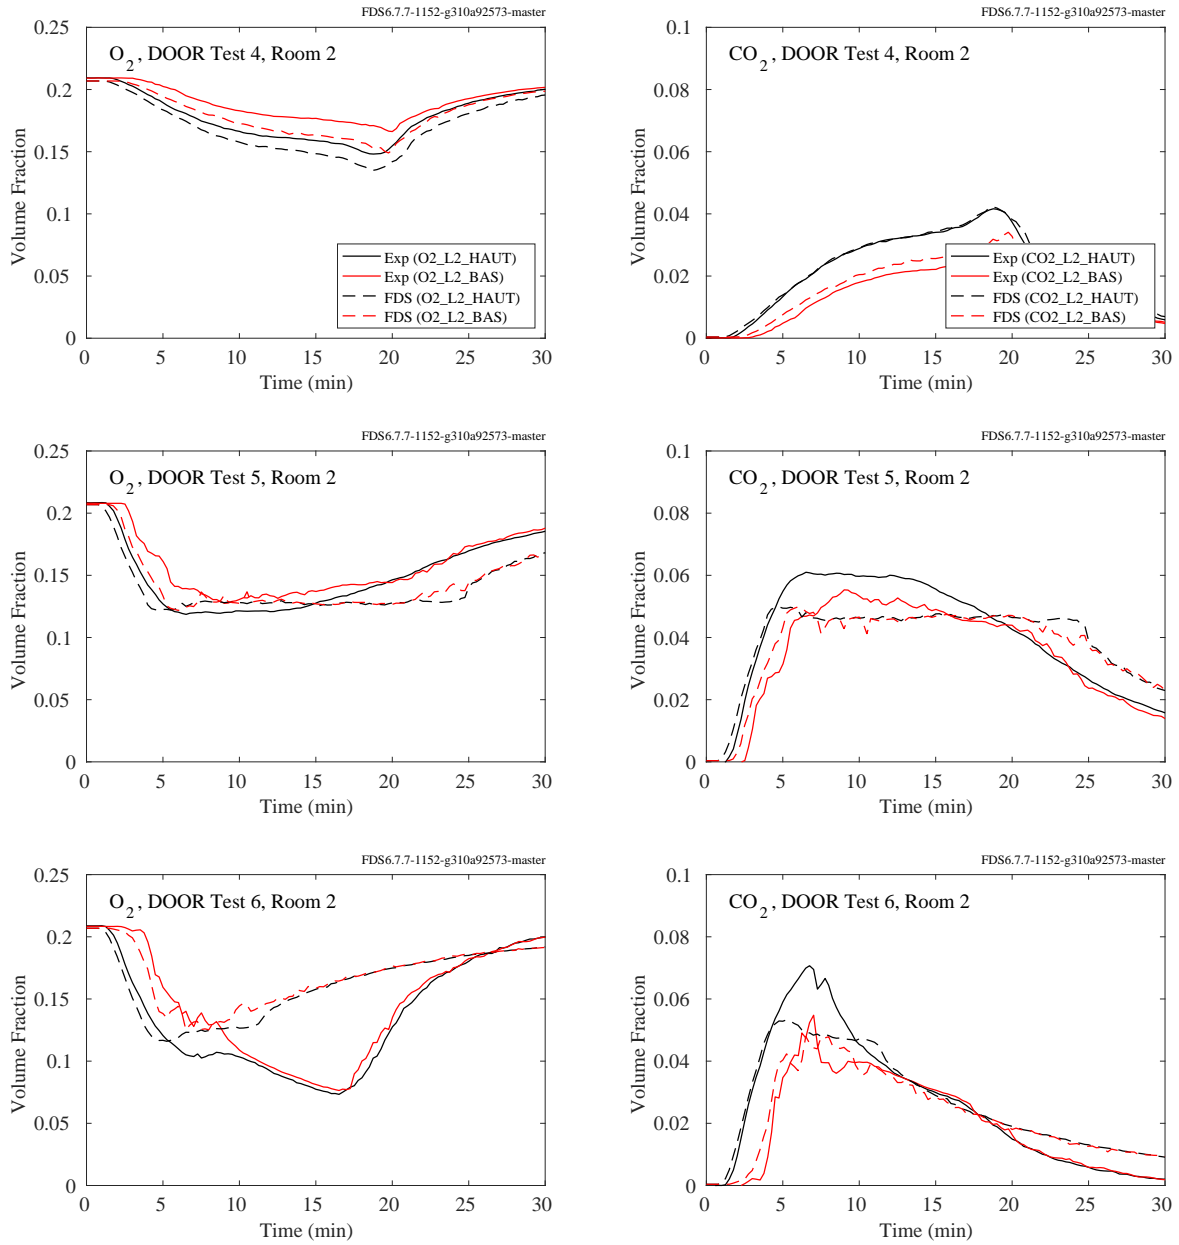 FDS6.7.7-1152-g310a92573-master
O2, DOOR Test 4, Room 2
Volume Fraction
0.25
0.2
0.15
0.1
0.05
0
Exp (O2_L2_HAUT)
Exp (O2_L2_BAS)
FDS (O2_L2_HAUT)
FDS (O2_L2_BAS)
0 5 10 15 20 25 30
Time (min)
FDS6.7.7-1152-g310a92573-master
CO2, DOOR Test 4, Room 2
Volume Fraction
0.1
0.08
0.06
0.04
0.02
0
Exp (CO2_L2_HAUT)
Exp (CO2_L2_BAS)
FDS (CO2_L2_HAUT)
FDS (CO2_L2_BAS)
0 5 10 15 20 25 30
Time (min)
FDS6.7.7-1152-g310a92573-master
O2, DOOR Test 5, Room 2
Volume Fraction
0.25
0.2
0.15
0.1
0.05
0
0 5 10 15 20 25 30
Time (min)
FDS6.7.7-1152-g310a92573-master
CO2, DOOR Test 5, Room 2
Volume Fraction
0.1
0.08
0.06
0.04
0.02
0
0 5 10 15 20 25 30
Time (min)
FDS6.7.7-1152-g310a92573-master
O2, DOOR Test 6, Room 2
Volume Fraction
0.25
0.2
0.15
0.1
0.05
0
0 5 10 15 20 25 30
Time (min)
FDS6.7.7-1152-g310a92573-master
CO2, DOOR Test 6, Room 2
Volume Fraction
0.1
0.08
0.06
0.04
0.02
0
0 5 10 15 20 25 30
Time (min)